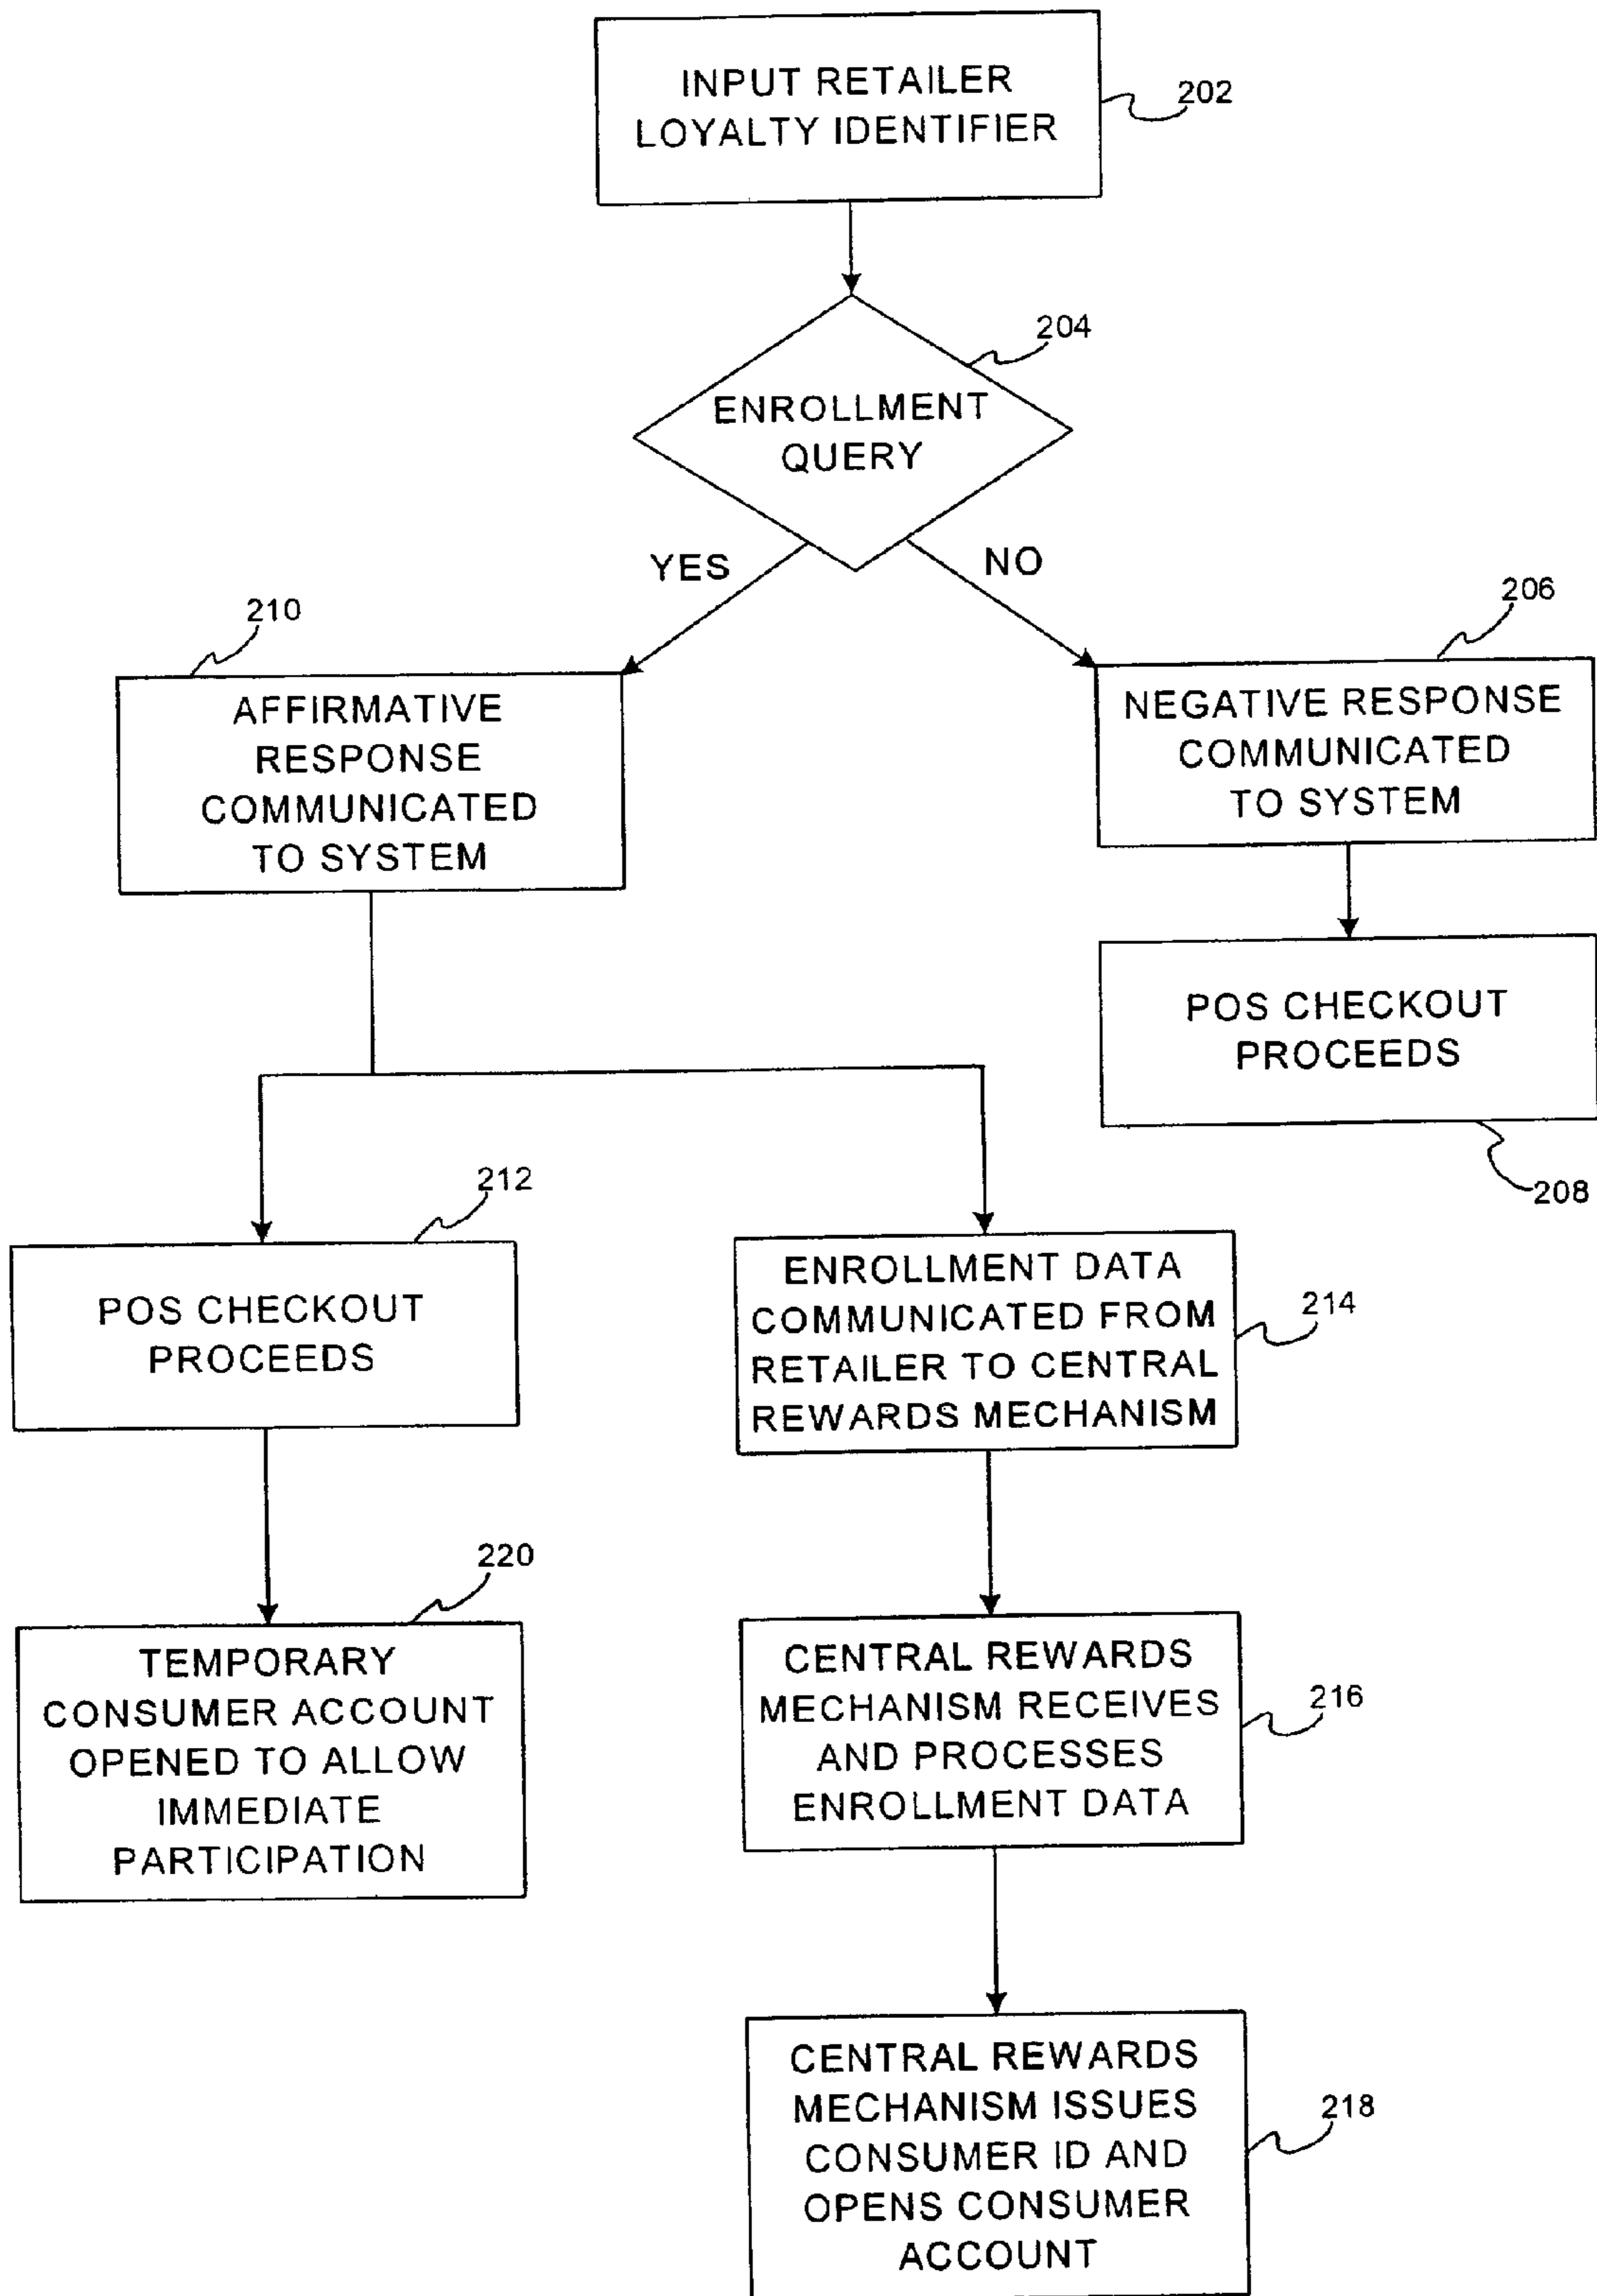 INPUT RETAILER
LOYALTY IDENTIFIER
202
204
ENROLLMENT
QUERY
YES
NO
210
206
AFFIRMATIVE
RESPONSE
COMMUNICATED
TO SYSTEM
NEGATIVE RESPONSE
COMMUNICATED
TO SYSTEM
POS CHECKOUT
PROCEEDS
208
212
POS CHECKOUT
PROCEEDS
ENROLLMENT DATA
COMMUNICATED FROM
RETAILER TO CENTRAL
REWARDS MECHANISM
214
220
TEMPORARY
CONSUMER ACCOUNT
OPENED TO ALLOW
IMMEDIATE
PARTICIPATION
CENTRAL REWARDS
MECHANISM RECEIVES
AND PROCESSES
ENROLLMENT DATA
216
CENTRAL REWARDS
MECHANISM ISSUES
CONSUMER ID AND
OPENS CONSUMER
ACCOUNT
218